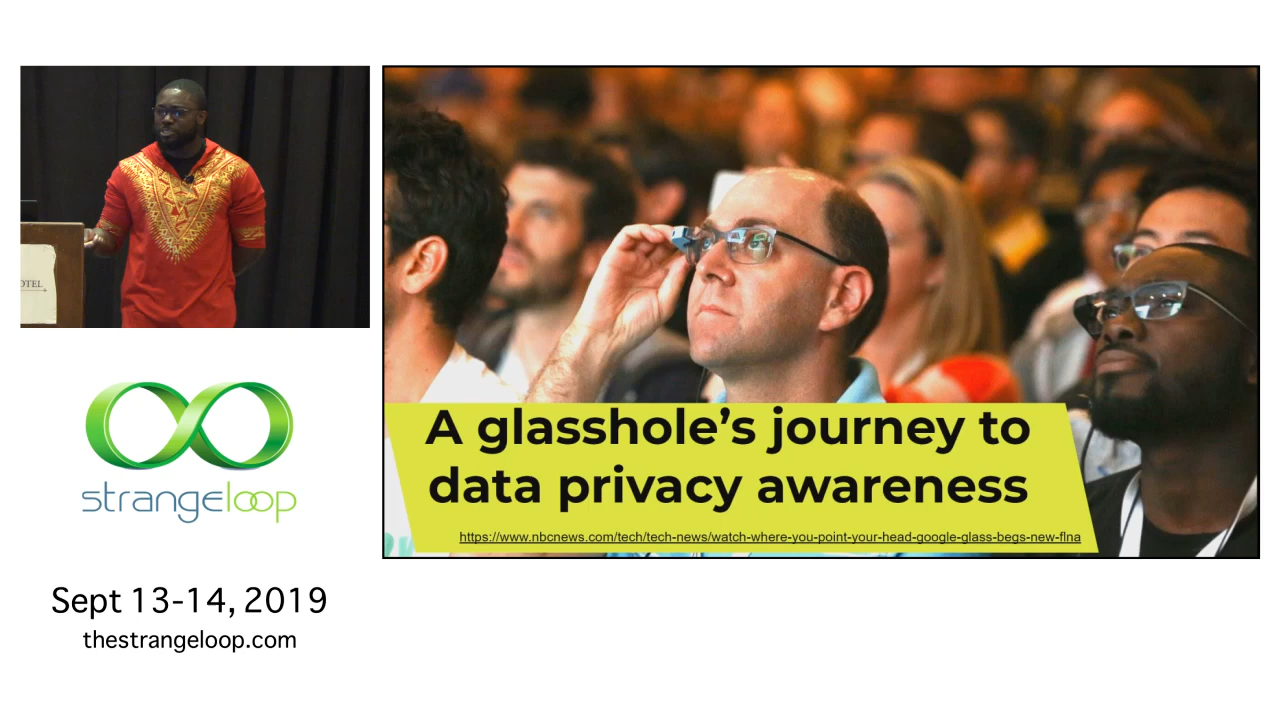 OTEL
strangeloop
Sept 13-14, 2019
thestrangeloop.com
A glasshole's journey to
data privacy awareness
https://www.nbcnews.com/tech/tech-news/watch-where-you-point-your-head-google-glass-begs-new-flna